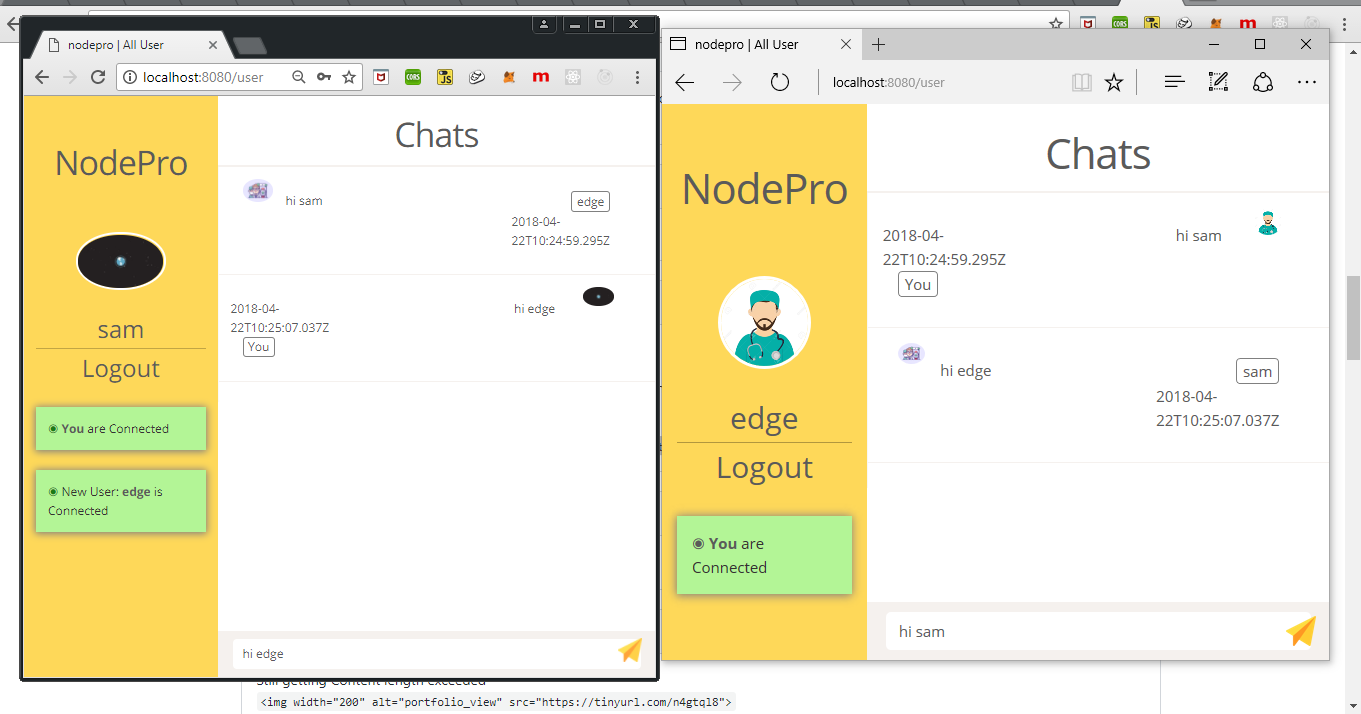 nodepro | All User
localhost:8080/user
CORS
JS
m
NodePro
sam
Logout
◉ You are Connected
◉ New User: edge is
Connected
Chats
hi sam
edge
2018-04-
22T10:24:59.295Z
2018-04-
22T10:25:07.037Z
You
hi edge
hi edge
nodepro | All User
localhost:8080/user
NodePro
edge
Logout
◉ You are
Connected
Chats
2018-04-
22T10:24:59.295Z
You
hi sam
hi edge
sam
2018-04-
22T10:25:07.037Z
hi sam
CORS
JS
m
Still getting Content length exceeded
<img width="200" alt="portfolio_view" src="https://tinyurl.com/n4gtql8">